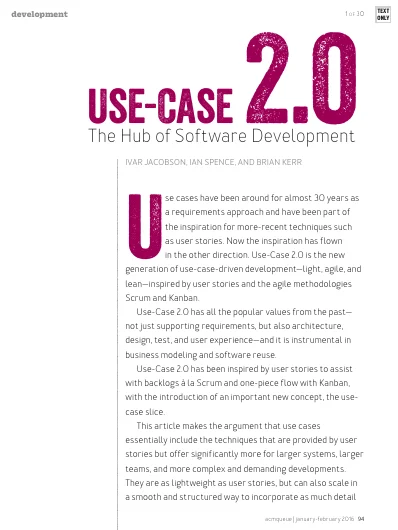 development
1 of 30
TEXT
ONLY
USE-CASE 2.0
The Hub of Software Development
IVAR JACOBSON, IAN SPENCE, AND BRIAN KERR
Use cases have been around for almost 30 years as
a requirements approach and have been part of
the inspiration for more-recent techniques such
as user stories. Now the inspiration has flown
in the other direction. Use-Case 2.0 is the new
generation of use-case-driven development—light, agile, and
lean—inspired by user stories and the agile methodologies
Scrum and Kanban.
Use-Case 2.0 has all the popular values from the past—
not just supporting requirements, but also architecture,
design, test, and user experience—and it is instrumental in
business modeling and software reuse.
Use-Case 2.0 has been inspired by user stories to assist
with backlogs à la Scrum and one-piece flow with Kanban,
with the introduction of an important new concept, the use-
case slice.
This article makes the argument that use cases
essentially include the techniques that are provided by user
stories but offer significantly more for larger systems, larger
teams, and more complex and demanding developments.
They are as lightweight as user stories, but can also scale in
a smooth and structured way to incorporate as much detail
acmqueue | january-february 2016 94